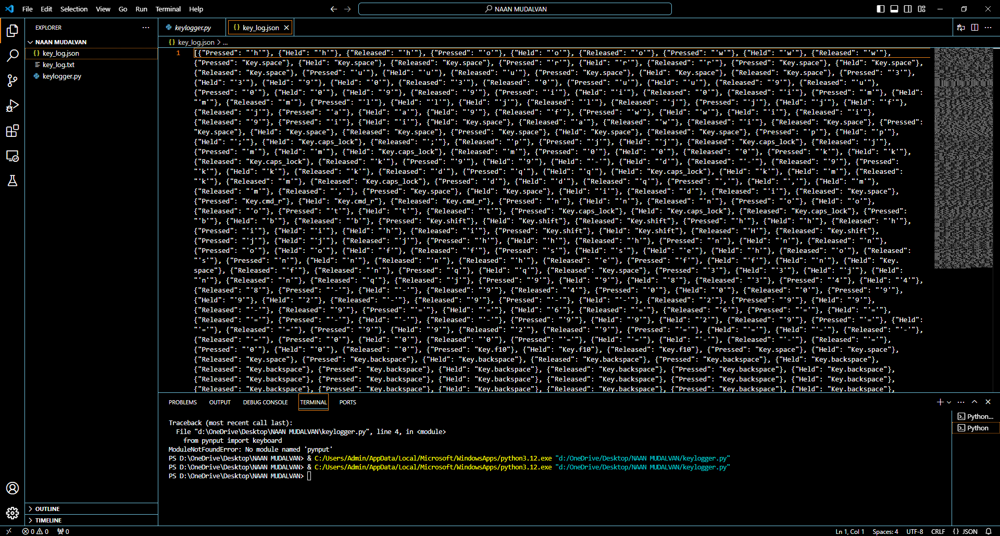 File Edit Selection View Go Run Terminal Help
NAAN MUDALVAN
EXPLORER
NAAN MUDALVAN
key_log.json
key_log.txt
keylogger.py
OUTLINE
TIMELINE
keylogger.py
{} key_log.json
{} key_log.json > ...
1
[{"Pressed": "'h'"}, {"Held": "'h'"}, {"Released": "'h'"}, {"Pressed": "'o'"}, {"Held": "'o'"}, {"Released": "'o'"}, {"Pressed": "'w'"}, {"Held": "'w'"}, {"Released": "'w'"},
{"Pressed": "Key.space"}, {"Held": "Key.space"}, {"Released": "Key.space"}, {"Pressed": "'r'"}, {"Held": "'r'"}, {"Released": "'r'"}, {"Pressed": "Key.space"}, {"Held": "Key.space"},
{"Released": "Key.space"}, {"Pressed": "'u'"}, {"Held": "'u'"}, {"Released": "'u'"}, {"Pressed": "Key.space"}, {"Held": "Key.space"}, {"Released": "Key.space"}, {"Pressed": "'3'"},
{"Held": "'3'"}, {"Held": "'9'"}, {"Held": "'0'"}, {"Released": "'3'"}, {"Released": "'0'"}, {"Pressed": "'u'"}, {"Held": "'u'"}, {"Released": "'9'"}, {"Released": "'u'"},
{"Pressed": "'0'"}, {"Held": "'0'"}, {"Held": "'9'"}, {"Released": "'9'"}, {"Pressed": "'i'"}, {"Held": "'i'"}, {"Released": "'0'"}, {"Released": "'i'"}, {"Pressed": "'m'"}, {"Held":
"'m'"}, {"Released": "'m'"}, {"Pressed": "'l'"}, {"Held": "'l'"}, {"Held": "'j'"}, {"Released": "'l'"}, {"Released": "'j'"}, {"Pressed": "'j'"}, {"Held": "'j'"}, {"Held": "'f'"},
{"Released": "'j'"}, {"Pressed": "'a'"}, {"Held": "'a'"}, {"Held": "'9'"}, {"Released": "'f'"}, {"Pressed": "'w'"}, {"Held": "'w'"}, {"Held": "'i'"}, {"Released": "'i'"},
{"Released": "'9'"}, {"Pressed": "'i'"}, {"Held": "'i'"}, {"Held": "Key.space"}, {"Released": "'a'"}, {"Released": "'w'"}, {"Released": "'i'"}, {"Released": "Key.space"}, {"Pressed":
"Key.space"}, {"Held": "Key.space"}, {"Released": "Key.space"}, {"Pressed": "Key.space"}, {"Held": "Key.space"}, {"Released": "Key.space"}, {"Pressed": "'p'"}, {"Held": "'p'"},
{"Held": "';'"}, {"Held": "Key.caps_lock"}, {"Released": "';'"}, {"Released": "'p'"}, {"Pressed": "'j'"}, {"Held": "'j'"}, {"Released": "Key.caps_lock"}, {"Released": "'j'"},
{"Pressed": "'m'"}, {"Held": "'m'"}, {"Held": "Key.caps_lock"}, {"Released": "'m'"}, {"Pressed": "'0'"}, {"Held": "'0'"}, {"Released": "'0'"}, {"Pressed": "'k'"}, {"Held": "'k'"},
{"Released": "Key.caps_lock"}, {"Released": "'k'"}, {"Pressed": "'9'"}, {"Held": "'9'"}, {"Held": "'-'"}, {"Held": "'d'"}, {"Released": "'-'"}, {"Released": "'9'"}, {"Pressed":
"'k'"}, {"Held": "'k'"}, {"Released": "'k'"}, {"Released": "'d'"}, {"Pressed": "'q'"}, {"Held": "'q'"}, {"Held": "Key.caps_lock"}, {"Held": "'k'"}, {"Held": "'m'"}, {"Released":
"'k'"}, {"Released": "'m'"}, {"Released": "Key.caps_lock"}, {"Pressed": "'d'"}, {"Held": "'d'"}, {"Released": "'q'"}, {"Pressed": "','"}, {"Held": "','"}, {"Held": "'m'"},
{"Released": "'m'"}, {"Released": "','"}, {"Pressed": "Key.space"}, {"Held": "Key.space"}, {"Held": "'i'"}, {"Released": "'d'"}, {"Released": "'i'"}, {"Released": "Key.space"},
{"Pressed": "Key.cmd_r"}, {"Held": "Key.cmd_r"}, {"Released": "Key.cmd_r"}, {"Pressed": "'n'"}, {"Held": "'n'"}, {"Released": "'n'"}, {"Pressed": "'o'"}, {"Held": "'o'"},
{"Released": "'o'"}, {"Pressed": "'t'"}, {"Held": "'t'"}, {"Released": "'t'"}, {"Pressed": "Key.caps_lock"}, {"Held": "Key.caps_lock"}, {"Released": "Key.caps_lock"}, {"Pressed":
"'b'"}, {"Held": "'b'"}, {"Released": "'b'"}, {"Pressed": "Key.shift"}, {"Held": "Key.shift"}, {"Released": "Key.shift"}, {"Pressed": "'h'"}, {"Held": "'h'"}, {"Released": "'h'"},
{"Pressed": "'i'"}, {"Held": "'i'"}, {"Held": "'h'"}, {"Released": "'i'"}, {"Pressed": "Key.shift"}, {"Held": "Key.shift"}, {"Released": "'H'"}, {"Released": "Key.shift"},
{"Pressed": "'j'"}, {"Held": "'j'"}, {"Released": "'j'"}, {"Pressed": "'h'"}, {"Held": "'h'"}, {"Released": "'h'"}, {"Pressed": "'n'"}, {"Held": "'n'"}, {"Released": "'n'"},
{"Pressed": "'o'"}, {"Held": "'o'"}, {"Held": "'f'"}, {"Released": "'f'"}, {"Pressed": "'s'"}, {"Held": "'s'"}, {"Held": "'e'"}, {"Held": "'h'"}, {"Released": "'o'"}, {"Released":
"'s'"}, {"Pressed": "'n'"}, {"Held": "'n'"}, {"Released": "'n'"}, {"Released": "'h'"}, {"Released": "'e'"}, {"Pressed": "'f'"}, {"Held": "'f'"}, {"Held": "'n'"}, {"Held": "Key.
space"}, {"Released": "'f'"}, {"Released": "'n'"}, {"Pressed": "'q'"}, {"Held": "'q'"}, {"Released": "Key.space"}, {"Pressed": "'3'"}, {"Held": "'3'"}, {"Held": "'j'"}, {"Held":
"'n'"}, {"Released": "'n'"}, {"Released": "'q'"}, {"Released": "'j'"}, {"Pressed": "'9'"}, {"Held": "'9'"}, {"Held": "'8'"}, {"Released": "'3'"}, {"Pressed": "'4'"}, {"Held": "'4'"},
{"Released": "'8'"}, {"Pressed": "'-'"}, {"Held": "'-'"}, {"Released": "'9'"}, {"Released": "'4'"}, {"Pressed": "'0'"}, {"Held": "'0'"}, {"Released": "'0'"}, {"Pressed": "'9'"},
{"Held": "'9'"}, {"Held": "'2'"}, {"Released": "'-'"}, {"Released": "'9'"}, {"Pressed": "'-'"}, {"Held": "'-'"}, {"Released": "'2'"}, {"Pressed": "'9'"}, {"Held": "'9'"},
{"Released": "'-'"}, {"Released": "'9'"}, {"Pressed": "'='"}, {"Held": "'='"}, {"Held": "'6'"}, {"Released": "'='"}, {"Released": "'6'"}, {"Pressed": "'='"}, {"Held": "'='"},
{"Released": "'='"}, {"Pressed": "'-'"}, {"Held": "'-'"}, {"Released": "'-'"}, {"Pressed": "'9'"}, {"Held": "'9'"}, {"Held": "'2'"}, {"Released": "'9'"}, {"Pressed": "'='"}, {"Held":
"'='"}, {"Released": "'='"}, {"Pressed": "'9'"}, {"Held": "'9'"}, {"Released": "'2'"}, {"Released": "'9'"}, {"Pressed": "'='"}, {"Held": "'='"}, {"Held": "'-'"}, {"Released": "'-'"},
{"Released": "'='"}, {"Pressed": "'0'"}, {"Held": "'0'"}, {"Released": "'0'"}, {"Pressed": "'='"}, {"Held": "'='"}, {"Held": "'-'"}, {"Released": "'-'"}, {"Released": "'='"},
{"Pressed": "'0'"}, {"Held": "'0'"}, {"Released": "'0'"}, {"Pressed": "Key.f10"}, {"Held": "Key.f10"}, {"Released": "Key.f10"}, {"Pressed": "Key.space"}, {"Held": "Key.space"},
{"Released": "Key.space"}, {"Pressed": "Key.backspace"}, {"Held": "Key.backspace"}, {"Released": "Key.backspace"}, {"Pressed": "Key.backspace"}, {"Held": "Key.backspace"},
{"Released": "Key.backspace"}, {"Pressed": "Key.backspace"}, {"Held": "Key.backspace"}, {"Released": "Key.backspace"}, {"Pressed": "Key.backspace"}, {"Held": "Key.backspace"},
{"Released": "Key.backspace"}, {"Pressed": "Key.backspace"}, {"Held": "Key.backspace"}, {"Released": "Key.backspace"}, {"Pressed": "Key.backspace"}, {"Held": "Key.backspace"},
{"Released": "Key.backspace"}, {"Pressed": "Key.backspace"}, {"Held": "Key.backspace"}, {"Released": "Key.backspace"}, {"Pressed": "Key.backspace"}, {"Held": "Key.backspace"},
PROBLEMS OUTPUT DEBUG CONSOLE TERMINAL PORTS
Traceback (most recent call last):
File "d:\OneDrive\Desktop\NAAN MUDALVAN\keylogger.py", line 4, in <module>
from pynput import keyboard
ModuleNotFoundError: No module named 'pynput'
PS D:\OneDrive\Desktop\NAAN MUDALVAN> & C:/Users/Admin/AppData/Local/Microsoft/WindowsApps/python3.12.exe "d:/OneDrive/Desktop/NAAN MUDALVAN/keylogger.py"
PS D:\OneDrive\Desktop\NAAN MUDALVAN> & C:/Users/Admin/AppData/Local/Microsoft/WindowsApps/python3.12.exe "d:/OneDrive/Desktop/NAAN MUDALVAN/keylogger.py"
PS D:\OneDrive\Desktop\NAAN MUDALVAN>
Python...
Python
0 0 0
Ln 1, Col 1 Spaces: 4 UTF-8 CRLF {} JSON